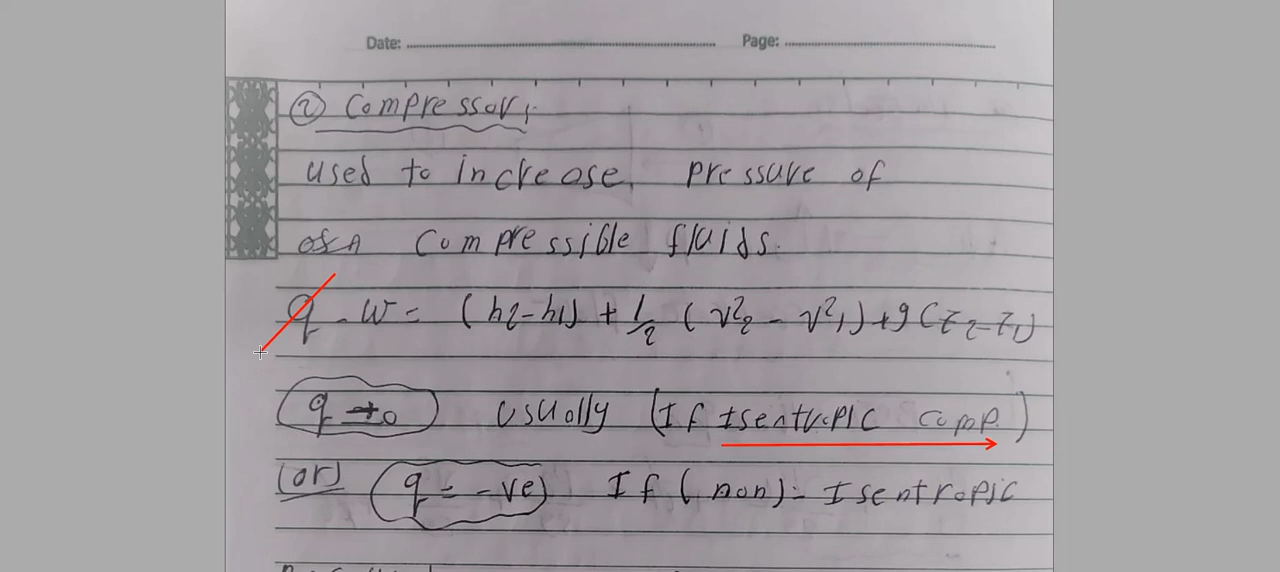 Date: Page:
② Compressor,
used to increase pressure of
compressible fluids.
q - w = (h2-h1) + 1/2 (v²2 - v²1) + g(z2-z1)
q → 0 usually (If Isentropic comp.)
(or) q = -ve If (non)- Isentropic